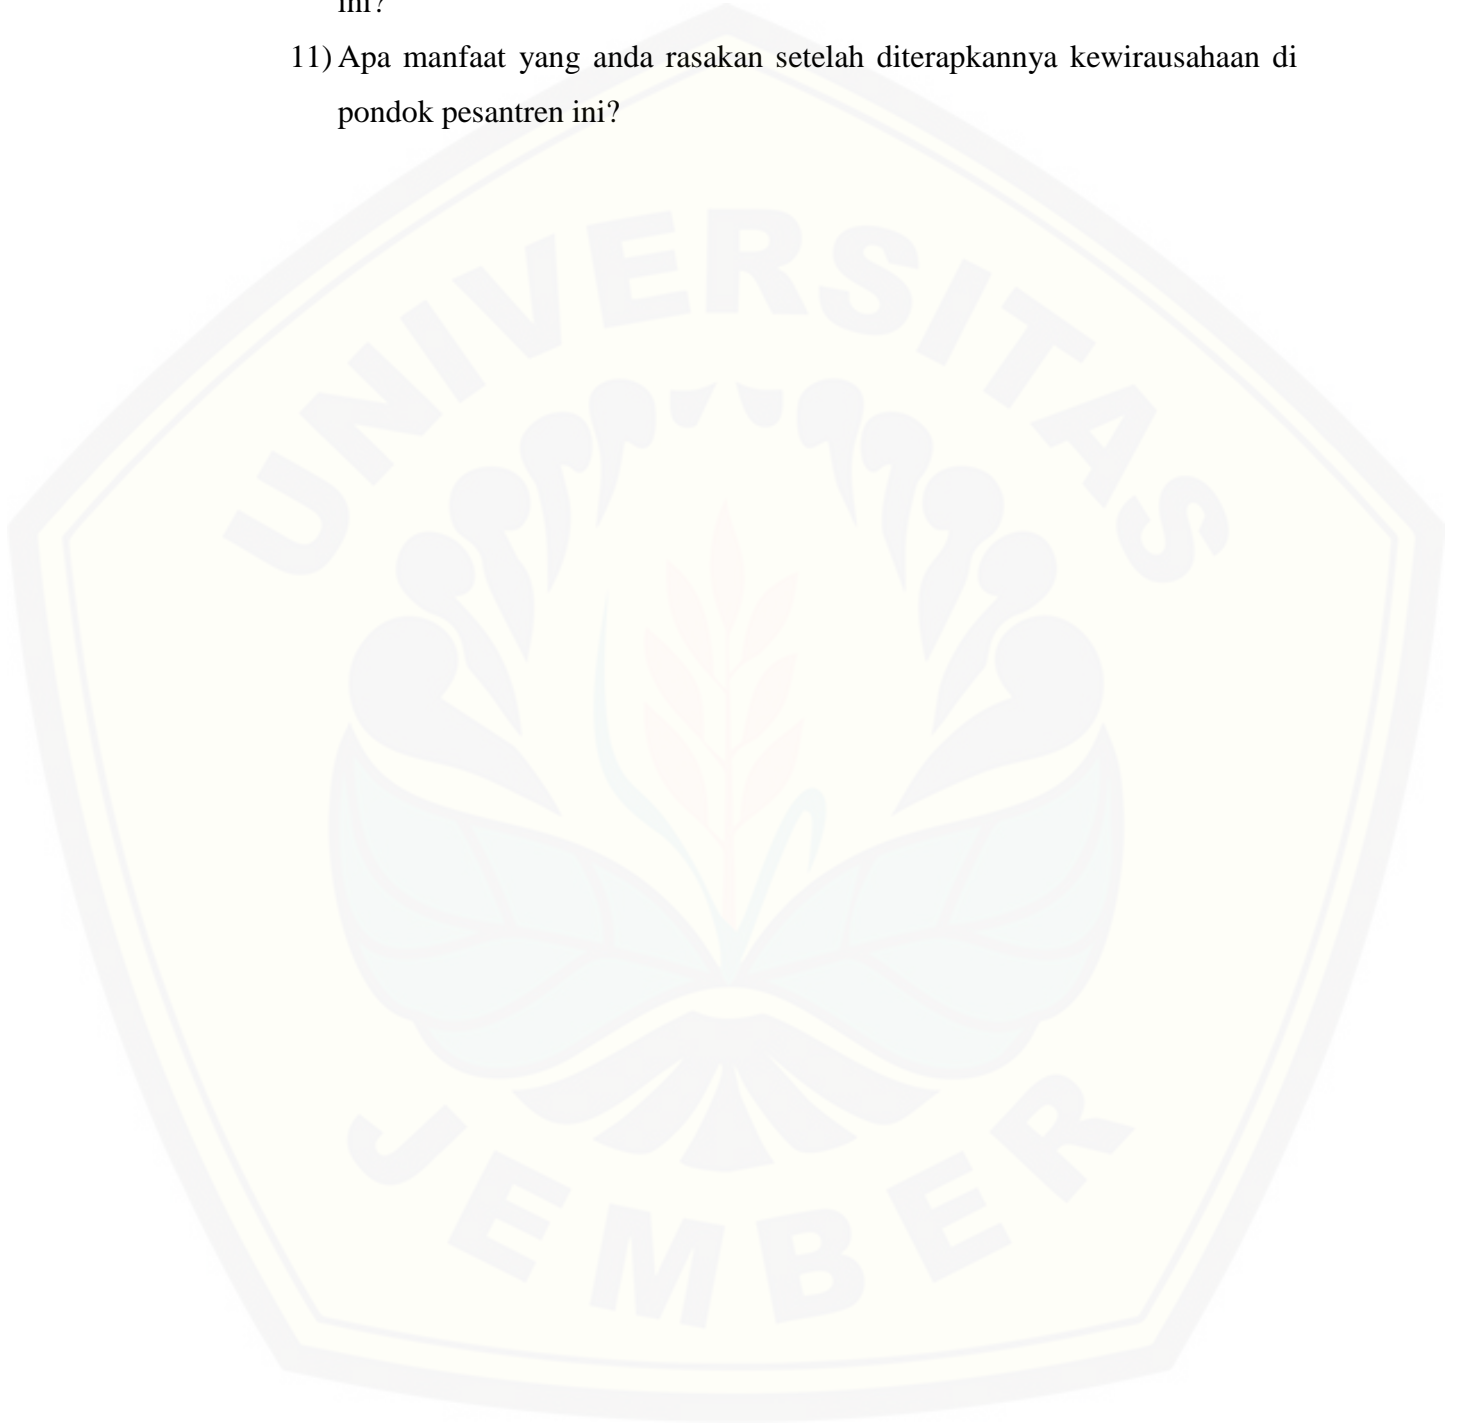 ini?
11) Apa manfaat yang anda rasakan setelah diterapkannya kewirausahaan di
pondok pesantren ini?
UNIVERSITAS
JEMBER